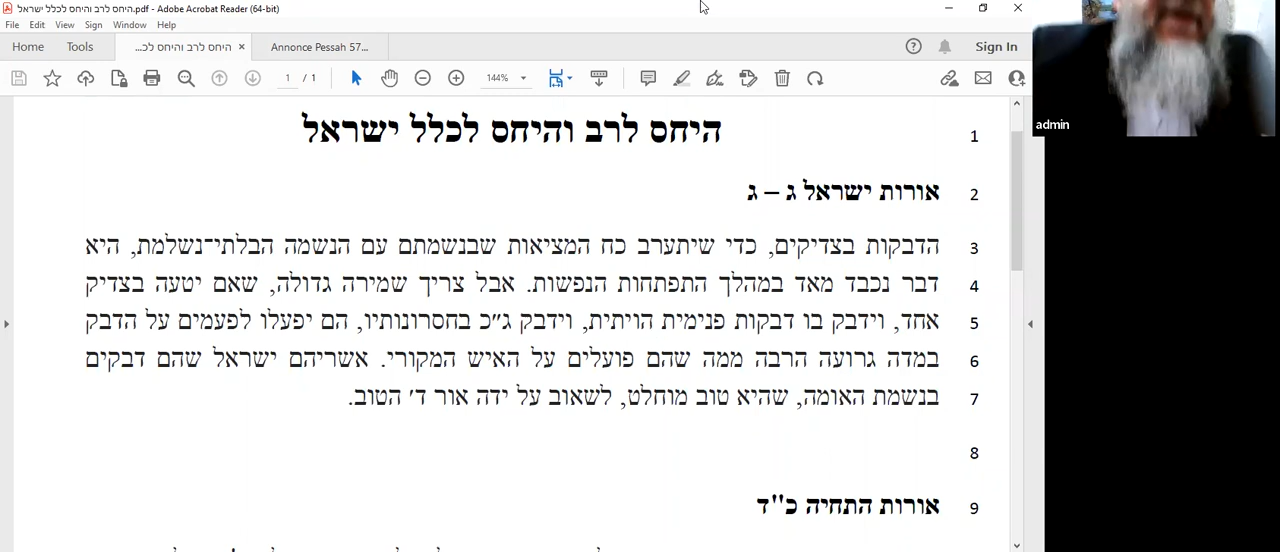 היחס לרב והיחס לכלל ישראל.pdf - Adobe Acrobat Reader (64-bit)
File Edit View Sign Window Help
Home Tools היחס לרב והיחס לכ... × Annonce Pessah 57... Sign In
1 / 1 144%
admin
היחס לרב והיחס לכלל ישראל 1
אורות ישראל ג – ג 2
הדבקות בצדיקים, כדי שיתערב כח המציאות שבנשמתם עם הנשמה הבלתי־נשלמת, היא 3
דבר נכבד מאד במהלך התפתחות הנפשות. אבל צריך שמירה גדולה, שאם יטעה בצדיק 4
אחד, וידבק בו דבקות פנימית הויתית, וידבק ג״כ בחסרונותיו, הם יפעלו לפעמים על הדבק 5
במדה גרועה הרבה ממה שהם פועלים על האיש המקורי. אשריהם ישראל שהם דבקים 6
בנשמת האומה, שהיא טוב מוחלט, לשאוב על ידה אור ד׳ הטוב. 7
8
אורות התחיה כ"ד 9